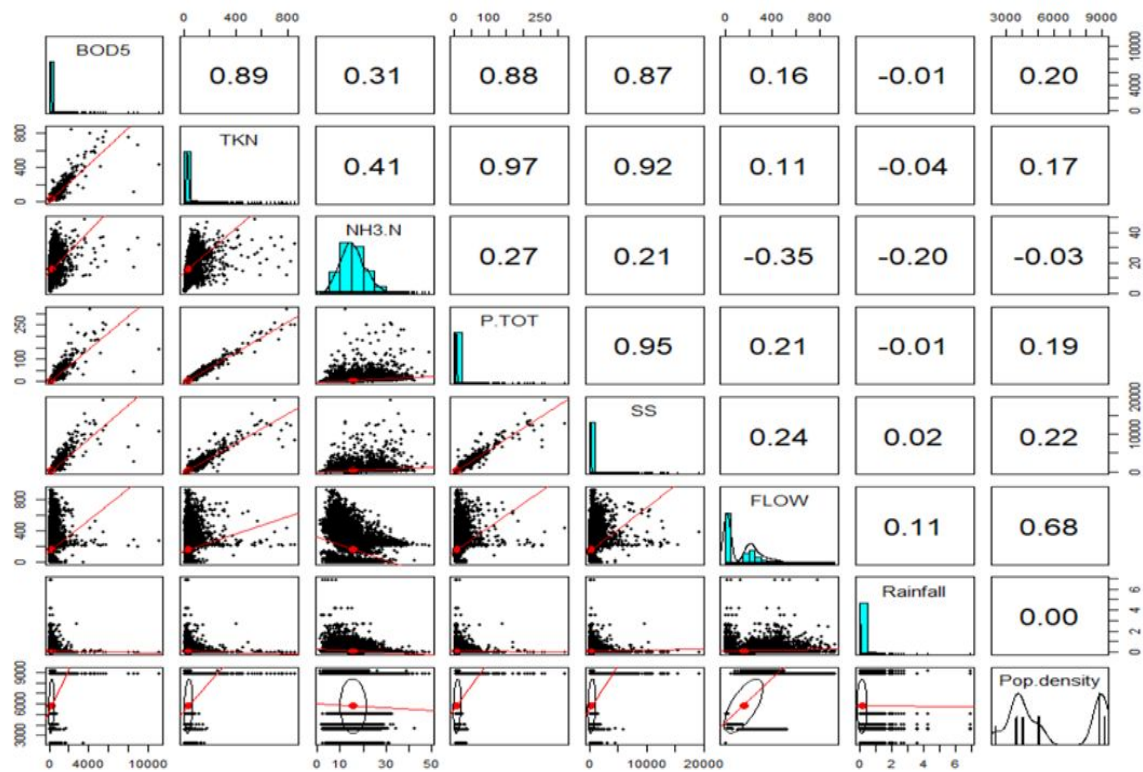 0 400 800 0 100 300 3000 6000 9000
BOD5 0.89 0.31 0.88 0.87 0.16 -0.01 0.20 0 4000 10000
0 400 800 TKN 0.41 0.97 0.92 0.11 -0.04 0.17
NH3.N 0.27 0.21 -0.35 -0.20 -0.03 0 20 40
0 100 250 P.TOT 0.95 0.21 -0.01 0.19
SS 0.24 0.02 0.22 0 10000 20000
0 400 800 FLOW 0.11 0.68
Rainfall 0.00 0 2 4 6
3000 6000 9000 Pop.density
0 4000 10000 0 10 20 30 40 50 0 10000 20000 0 1 2 3 4 5 6 7